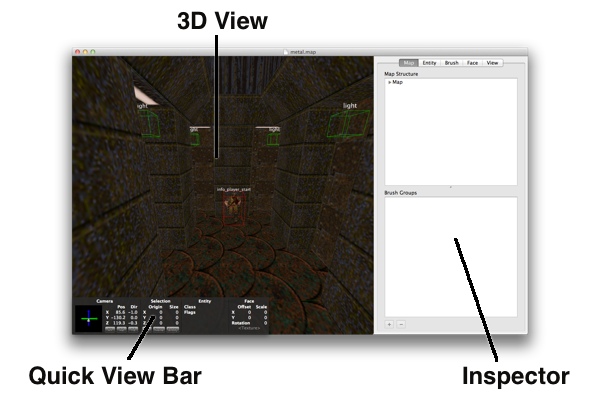 3D View
metal.map
Map Entity Brush Face View
Map Structure
Map
ight
light
ght
light
info_player_start
Brush Groups
Camera Selection Entity Face
Pos Dir Origin Size Class Offset Scale
X 85.6 -1.0 X 0 0 Flags X 0 0
Y -130.2 0.0 Y 0 0 Y 0 0
Z 119.3 -0.3 Z 0 0 Rotation 0
Quick View Bar
Inspector